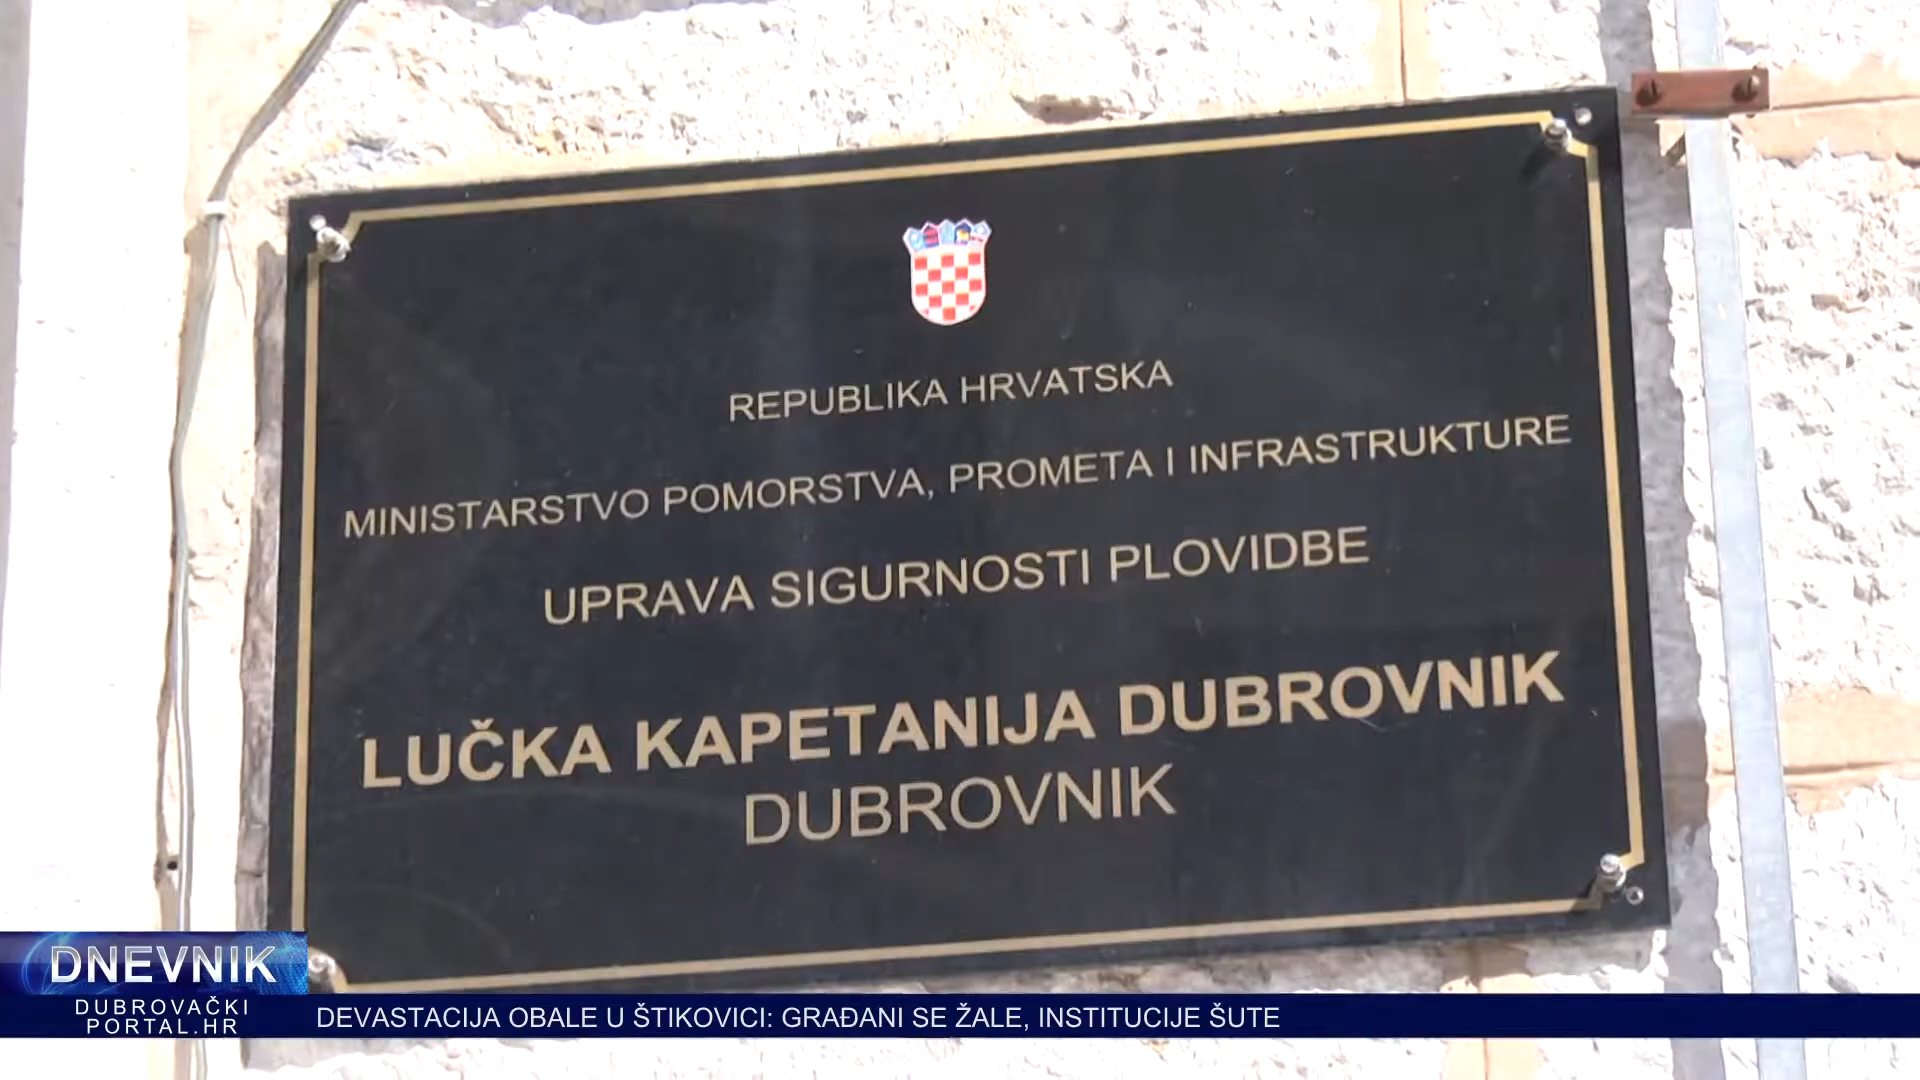 REPUBLIKA HRVATSKA
MINISTARSTVO POMORSTVA, PROMETA I INFRASTRUKTURE
UPRAVA SIGURNOSTI PLOVIDBE
LUČKA KAPETANIJA DUBROVNIK
DUBROVNIK
DNEVNIK
DUBROVAČKI
PORTAL.HR
DEVASTACIJA OBALE U ŠTIKOVICI: GRAĐANI SE ŽALE, INSTITUCIJE ŠUTE